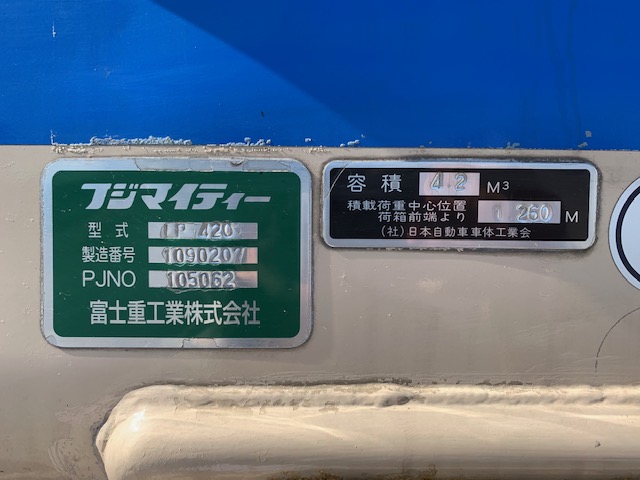 フジマイティー
型式 LP 420
製造番号 1090207
PJNO 105062
富士重工業株式会社
容積 4.2 M³
積載荷重中心位置
荷箱前端より 1.260 M
(社)日本自動車車体工業会